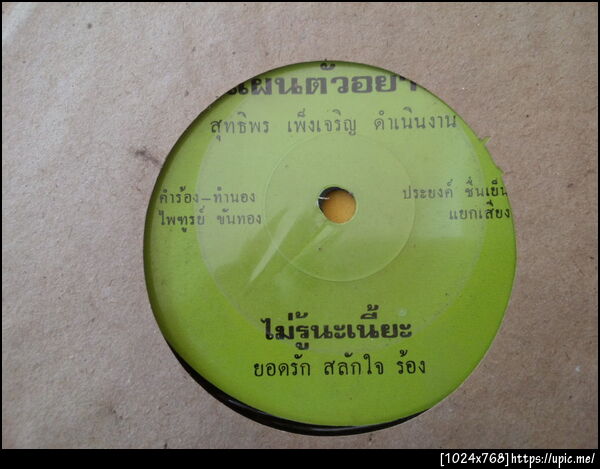 แผ่นตัวอย่า
สุทธิพร เพ็งเจริญ ดำเนินงาน
คำร้อง-ทำนอง
ไพฑูรย์ ขันทอง
ประยงค์ ชื่นเย็น
แยกเสียง
ไม่รู้นะเนี้ยะ
ยอดรัก สลักใจ ร้อง
[1024x768]https://upic.me/